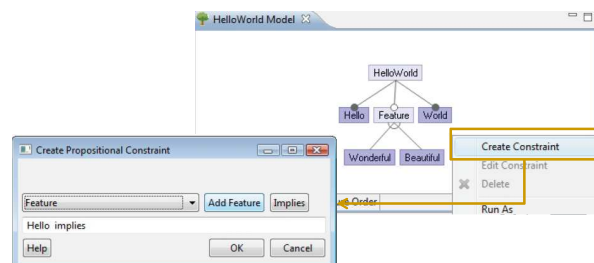 HelloWorld Model
HelloWorld
Hello Feature World
Wonderful Beautiful
Create Constraint
Edit Constraint
Delete
Run As
Order
Create Propositional Constraint
Feature Add Feature Implies
Hello implies
Help OK Cancel